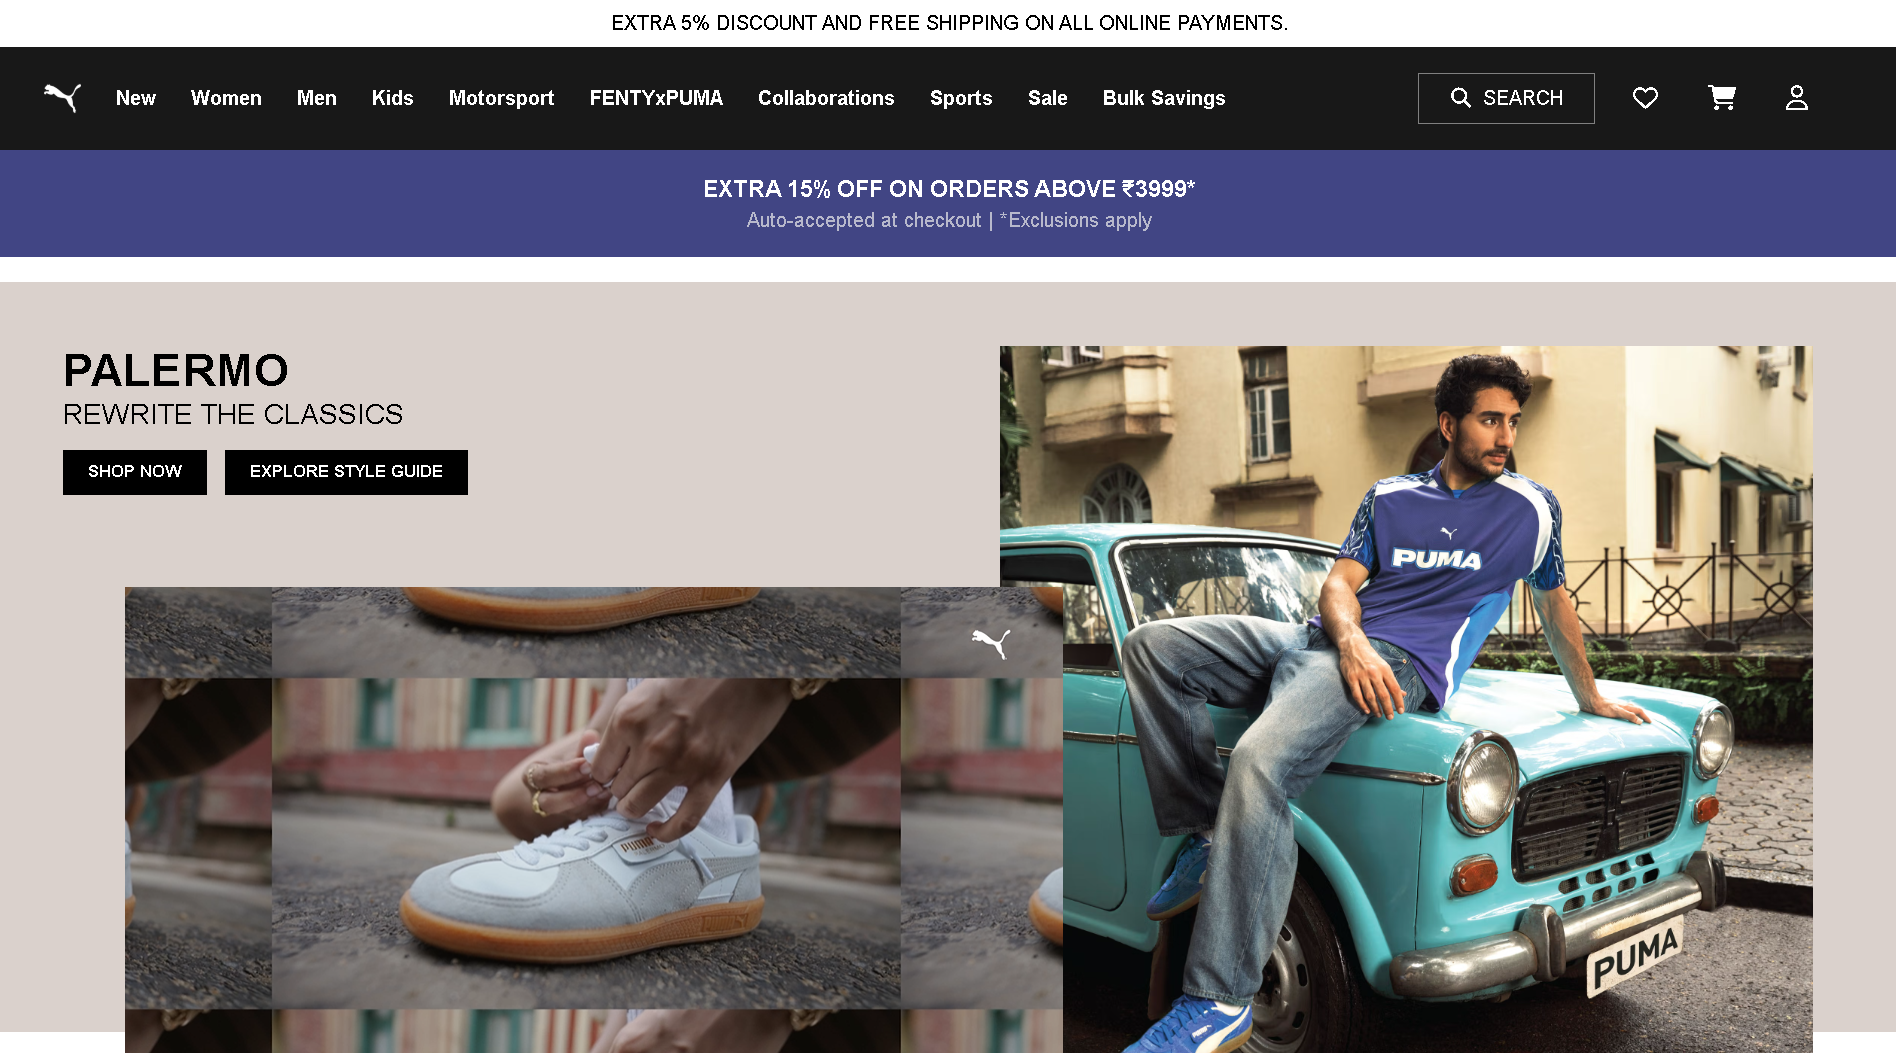 EXTRA 5% DISCOUNT AND FREE SHIPPING ON ALL ONLINE PAYMENTS.
New Women Men Kids Motorsport FENTYxPUMA Collaborations Sports Sale Bulk Savings SEARCH
EXTRA 15% OFF ON ORDERS ABOVE ₹3999*
Auto-accepted at checkout | *Exclusions apply
PALERMO
REWRITE THE CLASSICS
SHOP NOW EXPLORE STYLE GUIDE
PUMA
PUMA
PUMA